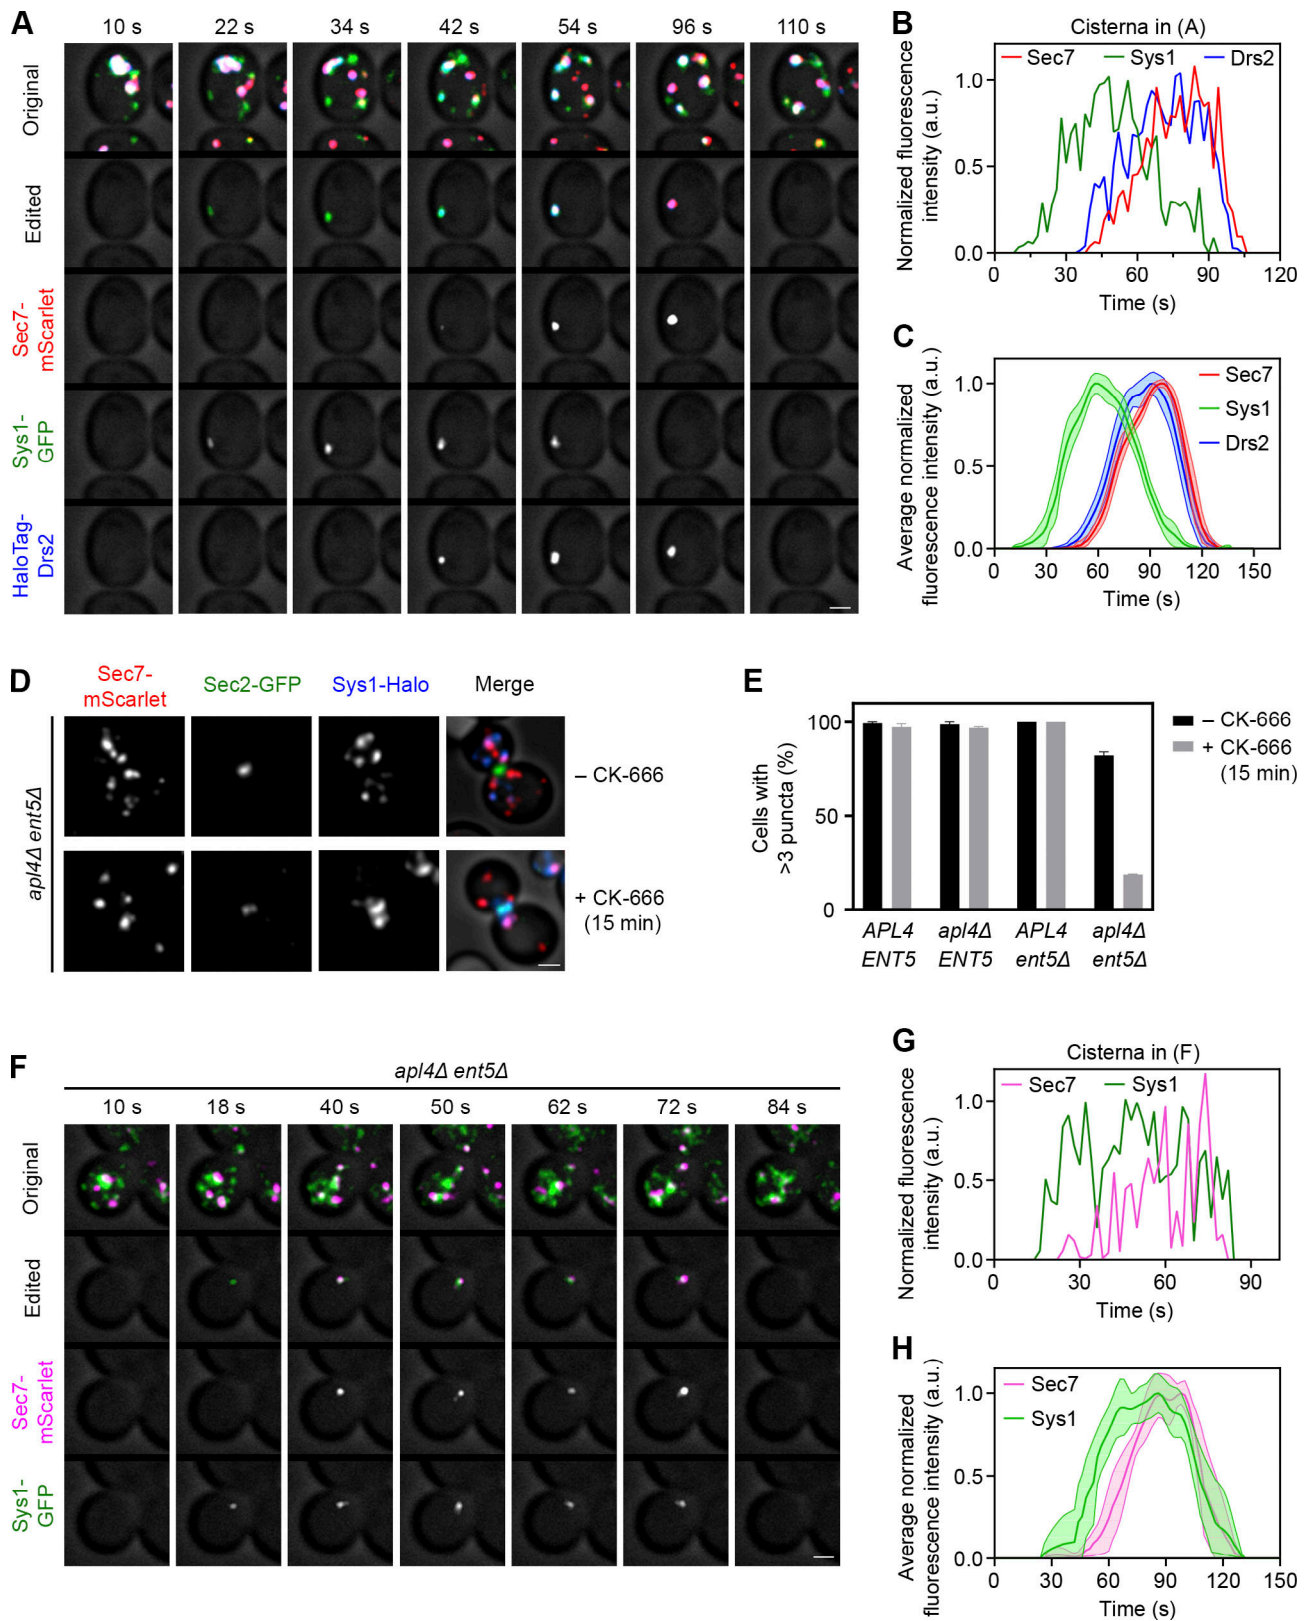 A
10 s 22 s 34 s 42 s 54 s 96 s 110 s
Original
Edited
Sec7-
mScarlet
Sys1-
GFP
HaloTag-
Drs2
B
Cisterna in (A)
Normalized fluorescence
intensity (a.u.)
Sec7 Sys1 Drs2
1.0
0.5
0.0
0 30 60 90 120
Time (s)
C
Average normalized
fluorescence intensity (a.u.)
Sec7
Sys1
Drs2
1.0
0.5
0.0
0 30 60 90 120 150
Time (s)
D
Sec7-
mScarlet
Sec2-GFP
Sys1-Halo
Merge
apl4Δ ent5Δ
– CK-666
+ CK-666
(15 min)
E
Cells with
>3 puncta (%)
100
50
0
– CK-666
+ CK-666
(15 min)
APL4 apl4Δ APL4 apl4Δ
ENT5 ENT5 ent5Δ ent5Δ
F
apl4Δ ent5Δ
10 s 18 s 40 s 50 s 62 s 72 s 84 s
Original
Edited
Sec7-
mScarlet
Sys1-
GFP
G
Cisterna in (F)
Normalized fluorescence
intensity (a.u.)
Sec7 Sys1
1.0
0.5
0.0
0 30 60 90
Time (s)
H
Average normalized
fluorescence intensity (a.u.)
Sec7
Sys1
1.0
0.5
0.0
0 30 60 90 120 150
Time (s)